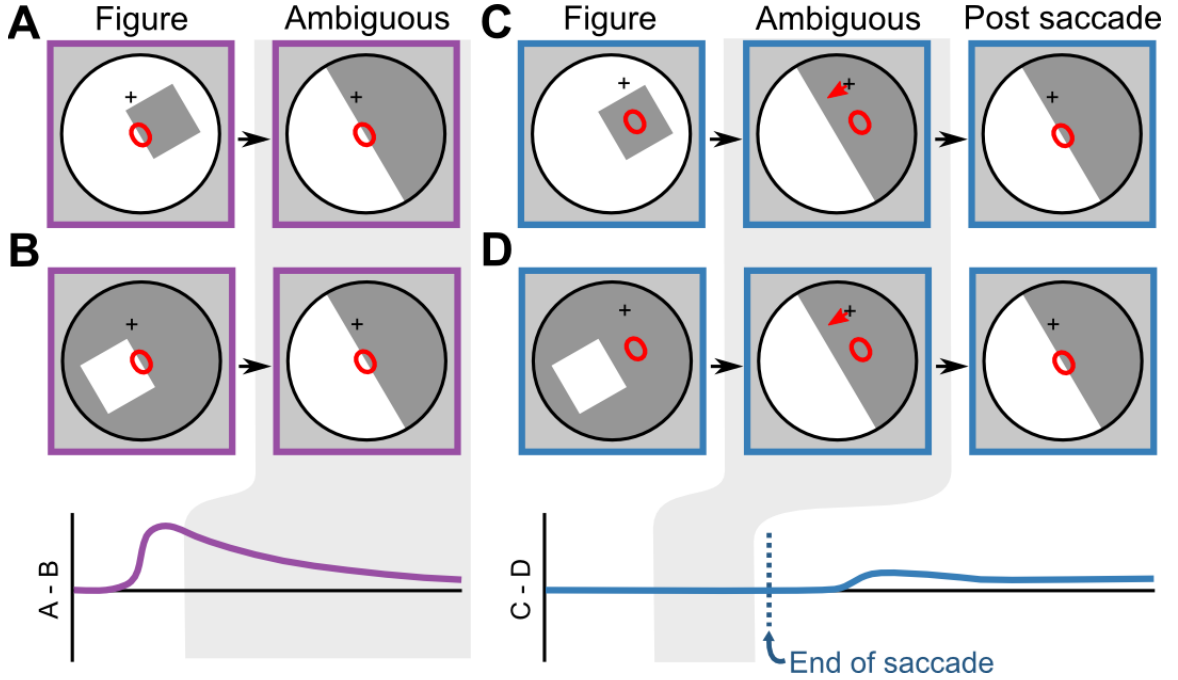 A Figure Ambiguous
C Figure Ambiguous Post saccade
B
D
A - B
C - D
End of saccade